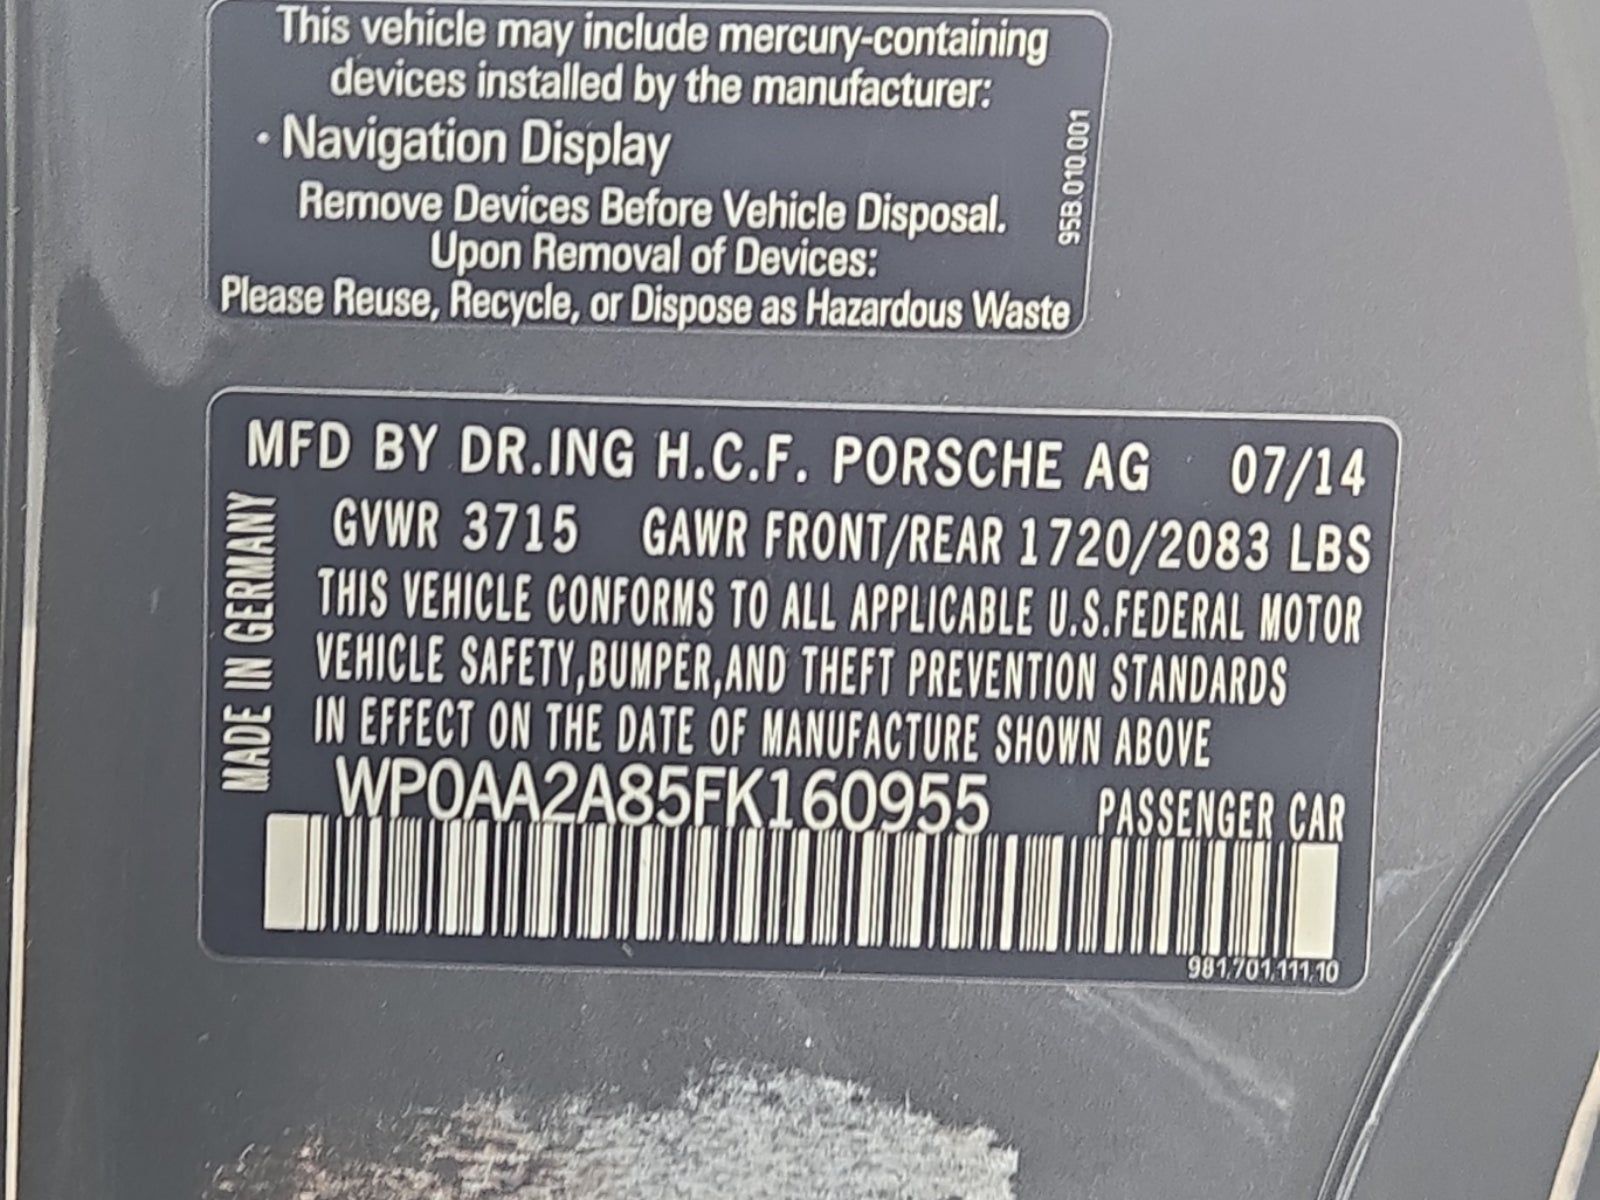 This vehicle may include mercury-containing
devices installed by the manufacturer:
· Navigation Display
Remove Devices Before Vehicle Disposal.
Upon Removal of Devices:
Please Reuse, Recycle, or Dispose as Hazardous Waste
95B.010.001
MFD BY DR.ING H.C.F. PORSCHE AG 07/14
GVWR 3715 GAWR FRONT/REAR 1720/2083 LBS
THIS VEHICLE CONFORMS TO ALL APPLICABLE U.S.FEDERAL MOTOR
VEHICLE SAFETY,BUMPER,AND THEFT PREVENTION STANDARDS
IN EFFECT ON THE DATE OF MANUFACTURE SHOWN ABOVE
MADE IN GERMANY
WP0AA2A85FK160955 PASSENGER CAR
981.701.111.10